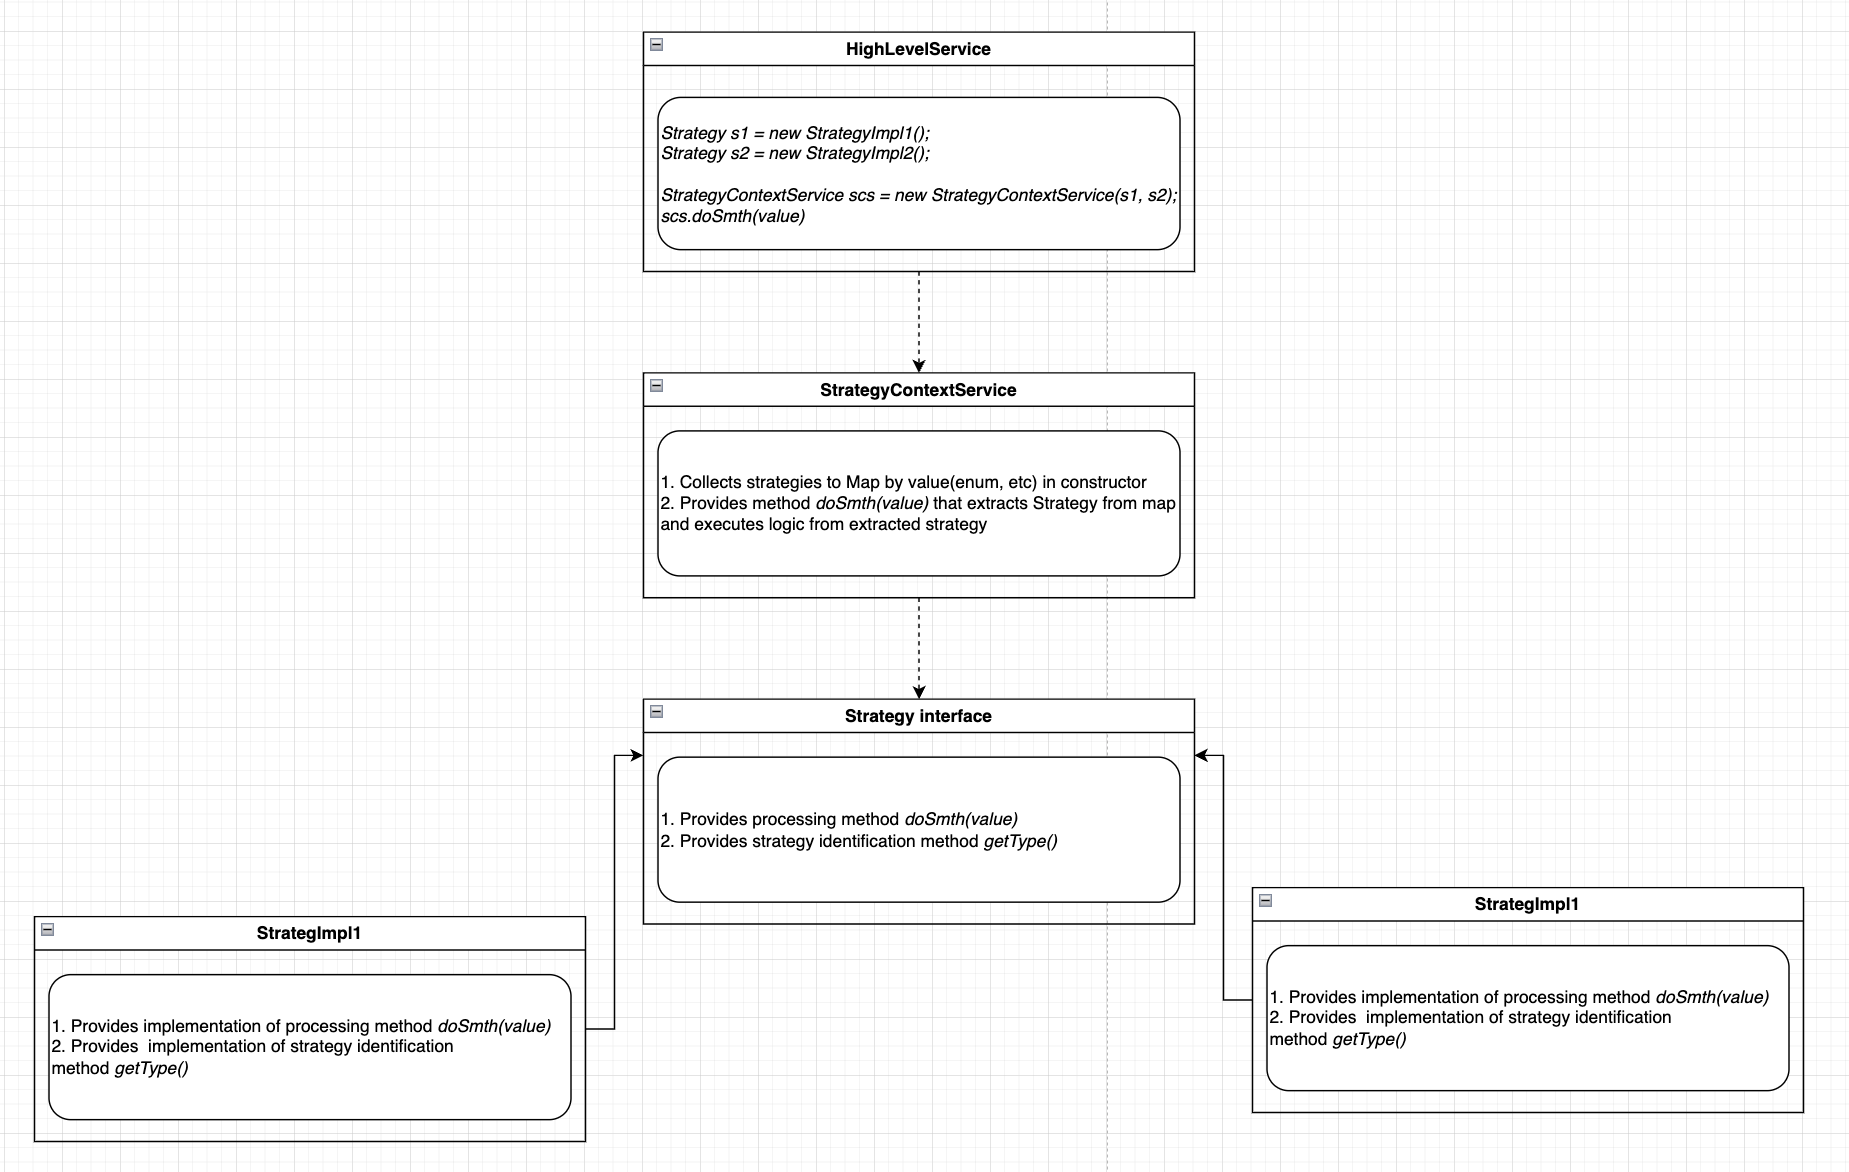 HighLevelService
Strategy s1 = new StrategyImpl1();
Strategy s2 = new StrategyImpl2();
StrategyContextService scs = new StrategyContextService(s1, s2);
scs.doSmth(value)
StrategyContextService
1. Collects strategies to Map by value(enum, etc) in constructor
2. Provides method doSmth(value) that extracts Strategy from map
and executes logic from extracted strategy
Strategy interface
1. Provides processing method doSmth(value)
2. Provides strategy identification method getType()
StrategImpl1
1. Provides implementation of processing method doSmth(value)
2. Provides  implementation of strategy identification
method getType()
StrategImpl1
1. Provides implementation of processing method doSmth(value)
2. Provides  implementation of strategy identification
method getType()